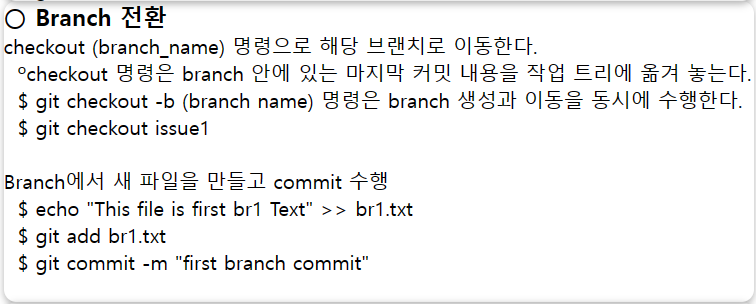 ○ Branch 전환
checkout (branch_name) 명령으로 해당 브랜치로 이동한다.
ºcheckout 명령은 branch 안에 있는 마지막 커밋 내용을 작업 트리에 옮겨 놓는다.
$ git checkout -b (branch name) 명령은 branch 생성과 이동을 동시에 수행한다.
$ git checkout issue1
Branch에서 새 파일을 만들고 commit 수행
$ echo "This file is first br1 Text" >> br1.txt
$ git add br1.txt
$ git commit -m "first branch commit"